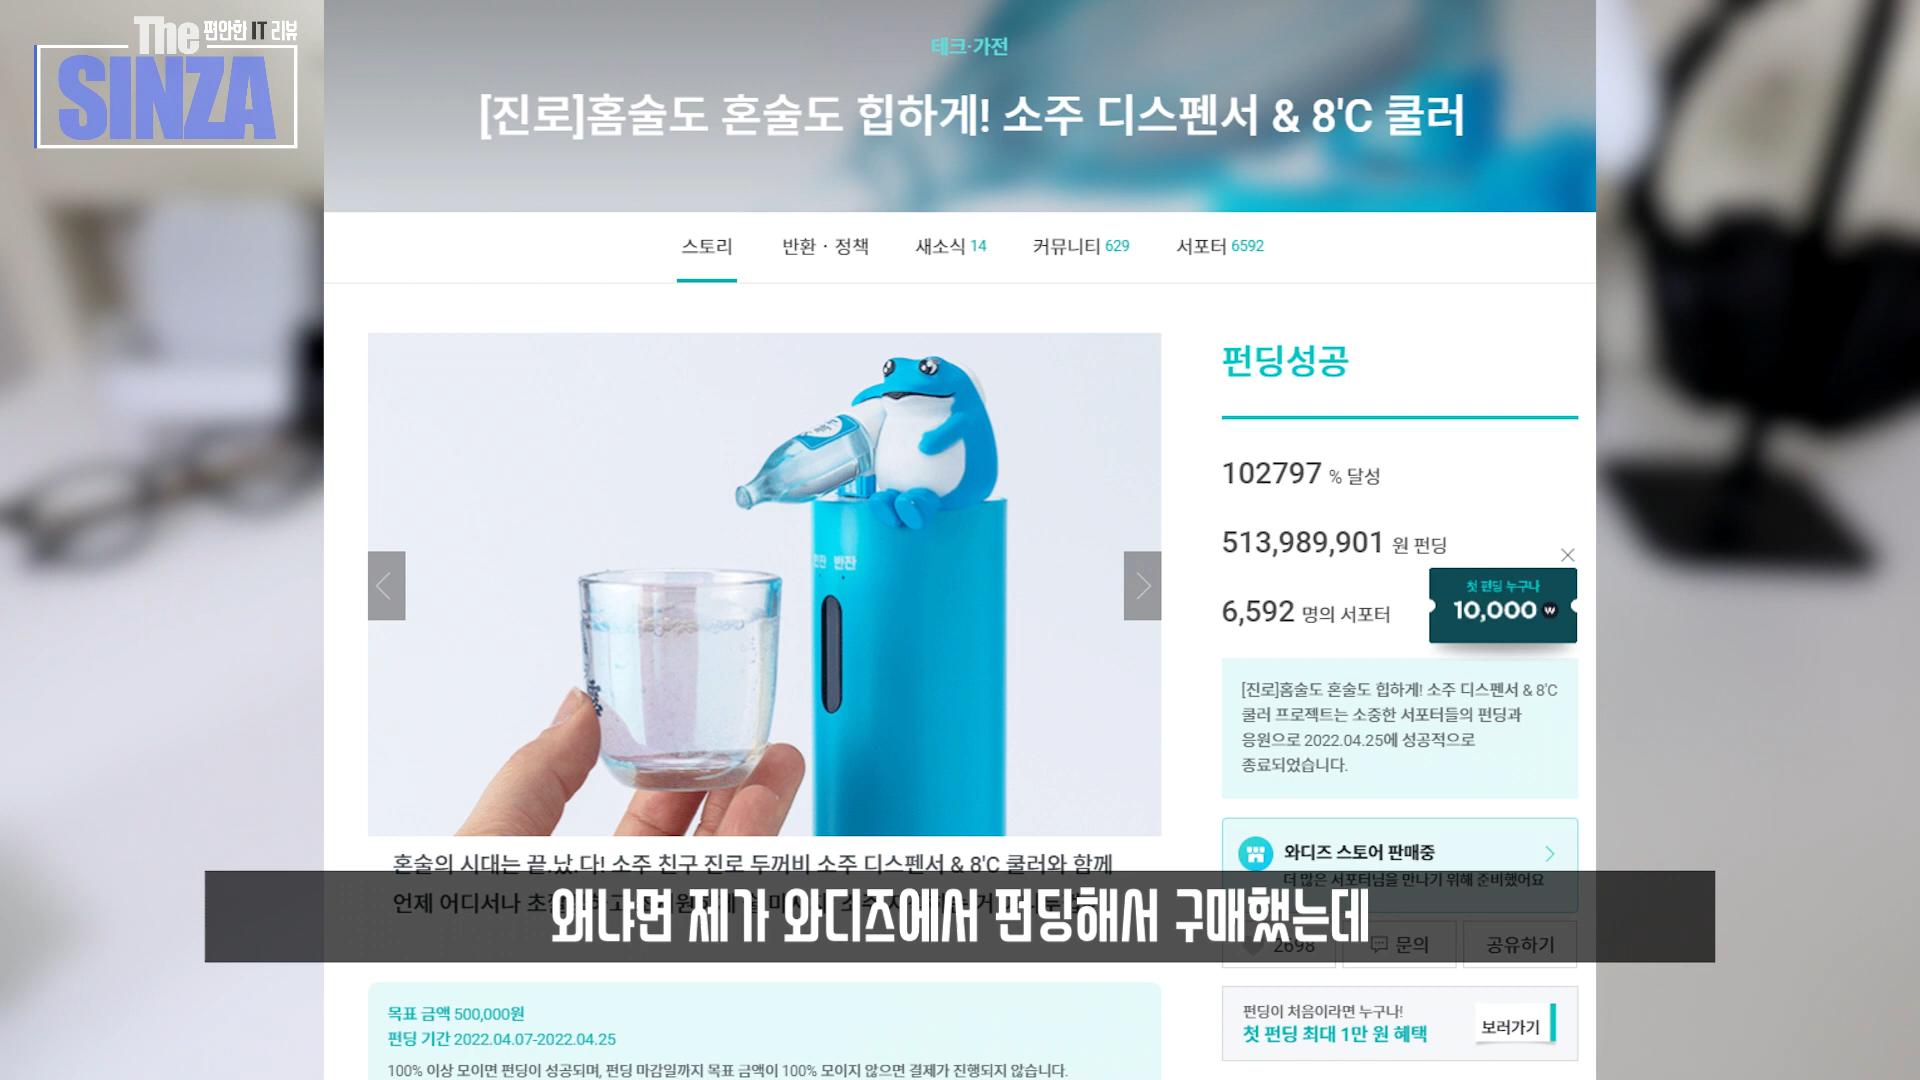 The 편안한 IT 리뷰
SINZA
테크·가전
[진로]홈술도 혼술도 힙하게! 소주 디스펜서 & 8'C 쿨러
스토리 반환 · 정책 새소식 14 커뮤니티 629 서포터 6592
펀딩성공
102797 % 달성
513,989,901 원 펀딩
6,592 명의 서포터
첫 펀딩 누구나
10,000 W
반잔
[진로]홈술도 혼술도 힙하게! 소주 디스펜서 & 8'C
쿨러 프로젝트는 소중한 서포터들의 펀딩과
응원으로 2022.04.25에 성공적으로
종료되었습니다.
와디즈 스토어 판매중
더 많은 서포터님을 만나기 위해 준비했어요
혼술의 시대는 끝.났.다! 소주 친구 진로 두꺼비 소주 디스펜서 & 8'C 쿨러와 함께
언제 어디서나
왜냐면 제가 와디즈에서 펀딩해서 구매했는데
2698 문의 공유하기
목표 금액 500,000원
펀딩 기간 2022.04.07-2022.04.25
100% 이상 모이면 펀딩이 성공되며, 펀딩 마감일까지 목표 금액이 100% 모이지 않으면 결제가 진행되지 않습니다.
펀딩이 처음이라면 누구나!
첫 펀딩 최대 1만 원 혜택
보러가기